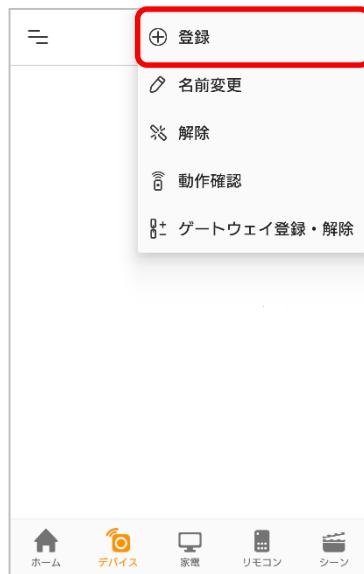 登録
名前変更
解除
動作確認
ゲートウェイ登録・解除
ホーム
デバイス
家電
リモコン
シーン